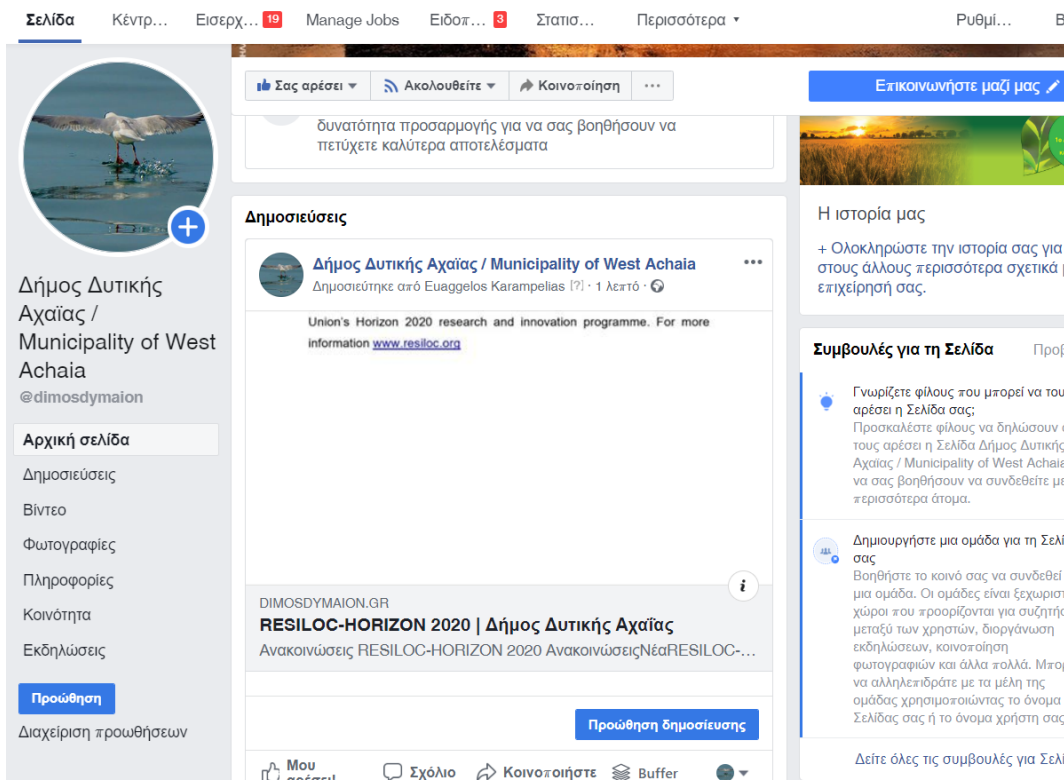 Σελίδα Κέντρ... Εισερχ... 19 Manage Jobs Ειδοπ... 3 Στατισ... Περισσότερα Ρυθμί...
Σας αρέσει Ακολουθείτε Κοινοποίηση ...
Επικοινωνήστε μαζί μας
δυνατότητα προσαρμογής για να σας βοηθήσουν να
πετύχετε καλύτερα αποτελέσματα
Δήμος Δυτικής
Αχαΐας /
Municipality of West
Achaia
@dimosdymaion
Αρχική σελίδα
Δημοσιεύσεις
Βίντεο
Φωτογραφίες
Πληροφορίες
Κοινότητα
Εκδηλώσεις
Προώθηση
Διαχείριση προωθήσεων
Δημοσιεύσεις
Δήμος Δυτικής Αχαΐας / Municipality of West Achaia
Δημοσιεύτηκε από Euaggelos Karampelias [?] · 1 λεπτό ·
Union's Horizon 2020 research and innovation programme. For more
information www.resiloc.org
DIMOSDYMAION.GR
RESILOC-HORIZON 2020 | Δήμος Δυτικής Αχαΐας
Ανακοινώσεις RESILOC-HORIZON 2020 ΑνακοινώσειςΝέαRESILOC-...
Προώθηση δημοσίευσης
Μου
αρέσει!
Σχόλιο Κοινοποιήστε Buffer
Η ιστορία μας
+ Ολοκληρώστε την ιστορία σας για
στους άλλους περισσότερα σχετικά
επιχείρησή σας.
Συμβουλές για τη Σελίδα
Γνωρίζετε φίλους που μπορεί να του
αρέσει η Σελίδα σας;
Προσκαλέστε φίλους να δηλώσουν
τους αρέσει η Σελίδα Δήμος Δυτικής
Αχαΐας / Municipality of West Achaia
να σας βοηθήσουν να συνδεθείτε με
περισσότερα άτομα.
Δημιουργήστε μια ομάδα για τη Σελί
σας
Βοηθήστε το κοινό σας να συνδεθεί
μια ομάδα. Οι ομάδες είναι ξεχωριστ
χώροι που προορίζονται για συζητήσ
μεταξύ των χρηστών, διοργάνωση
εκδηλώσεων, κοινοποίηση
φωτογραφιών και άλλα πολλά. Μπορ
να αλληλεπιδράτε με τα μέλη της
ομάδας χρησιμοποιώντας το όνομα
Σελίδας σας ή το όνομα χρήστη σας
Δείτε όλες τις συμβουλές για Σελί